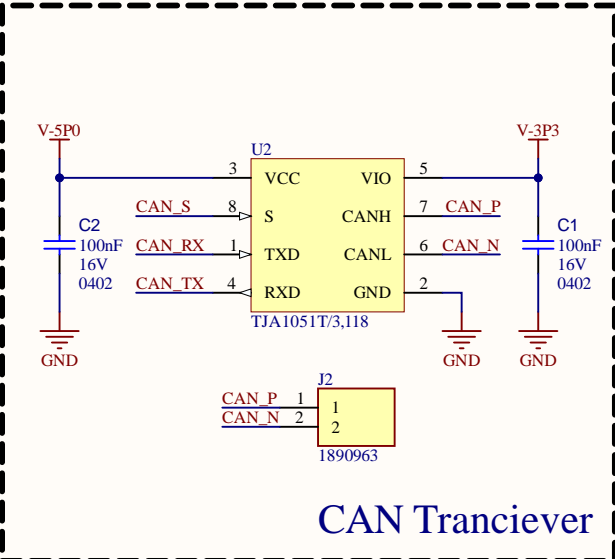 V-5P0
V-3P3
U2
3 VCC VIO 5
CAN_S 8 S CANH 7 CAN_P
CAN_RX 1 TXD CANL 6 CAN_N
CAN_TX 4 RXD GND 2
TJA1051T/3,118
C2
100nF
16V
0402
C1
100nF
16V
0402
GND
GND
GND
J2
CAN_P 1 1
CAN_N 2 2
1890963
CAN Tranciever